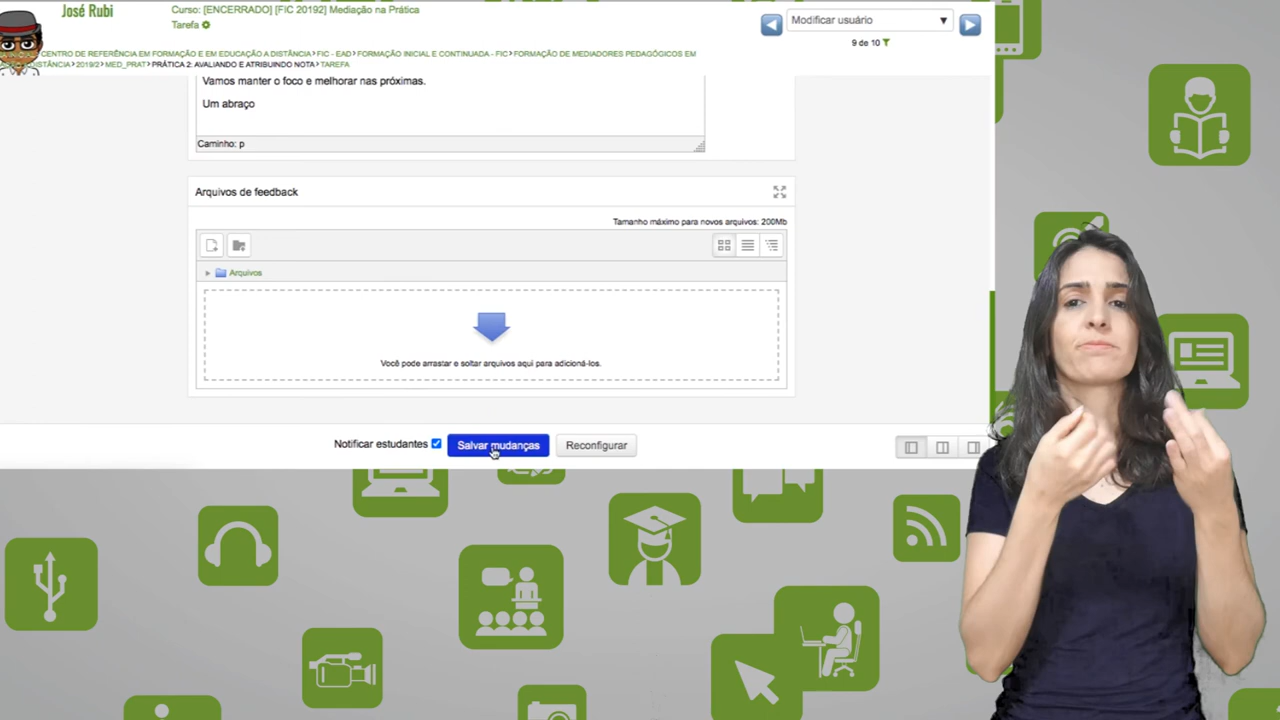 José Rubi
Curso: [ENCERRADO] [FIC 20192] Mediação na Prática
Tarefa
Modificar usuário
9 de 10
CENTRO DE REFERÊNCIA EM FORMAÇÃO E EM EDUCAÇÃO A DISTÂNCIA> FIC - EAD> FORMAÇÃO INICIAL E CONTINUADA - FIC> FORMAÇÃO DE MEDIADORES PEDAGÓGICOS EM
DISTÂNCIA> 2019/2> MED_PRAT> PRÁTICA 2: AVALIANDO E ATRIBUINDO NOTA> TAREFA
Vamos manter o foco e melhorar nas próximas.
Um abraço
Caminho: p
Arquivos de feedback
Tamanho máximo para novos arquivos: 200Mb
Arquivos
Você pode arrastar e soltar arquivos aqui para adicioná-los.
Notificar estudantes
Salvar mudanças
Reconfigurar